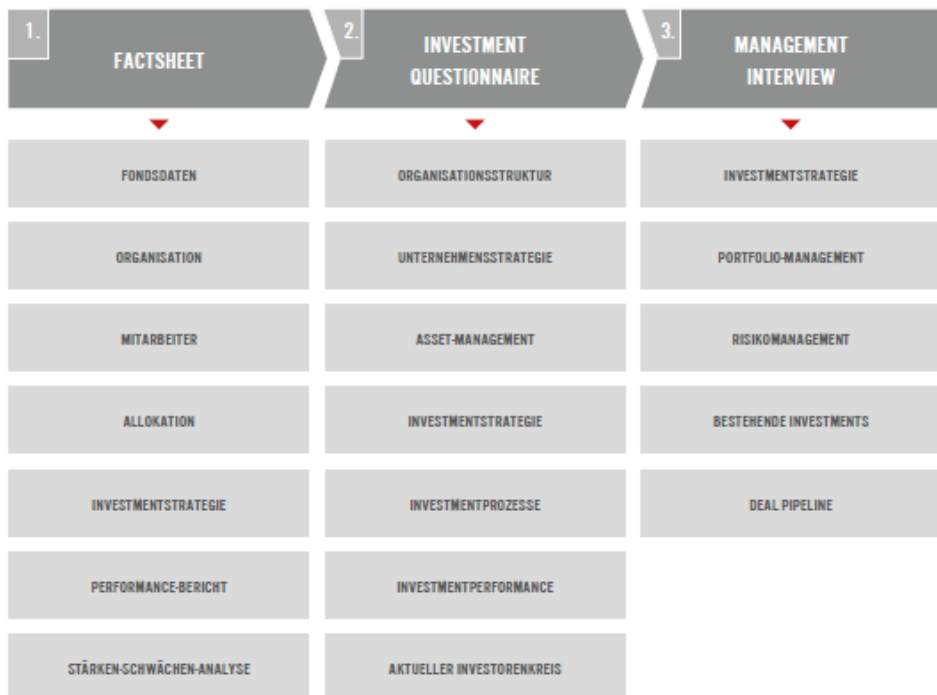 1.
FACTSHEET
2.
INVESTMENT
QUESTIONNAIRE
3.
MANAGEMENT
INTERVIEW
FONDSDATEN
ORGANISATION
MITARBEITER
ALLOKATION
INVESTMENTSTRATEGIE
PERFORMANCE-BERICHT
STÄRKEN-SCHWÄCHEN-ANALYSE
ORGANISATIONSSTRUKTUR
UNTERNEHMENSSTRATEGIE
ASSET-MANAGEMENT
INVESTMENTSTRATEGIE
INVESTMENTPROZESSE
INVESTMENTPERFORMANCE
AKTUELLER INVESTORENKREIS
INVESTMENTSTRATEGIE
PORTFOLIO-MANAGEMENT
RISIKOMANAGEMENT
BESTEHENDE INVESTMENTS
DEAL PIPELINE